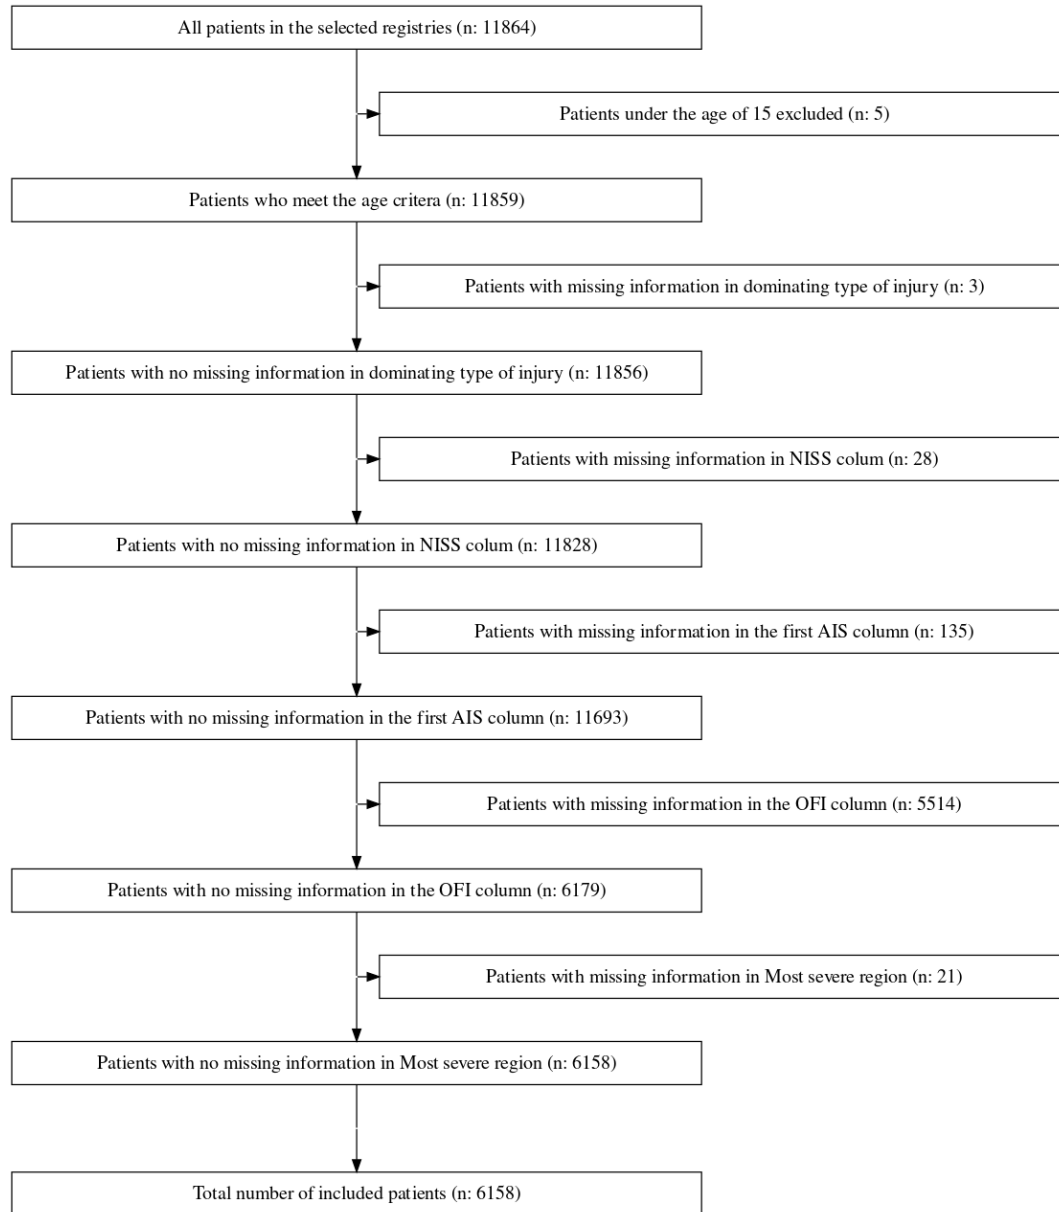 All patients in the selected registries (n: 11864)
Patients under the age of 15 excluded (n: 5)
Patients who meet the age critera (n: 11859)
Patients with missing information in dominating type of injury (n: 3)
Patients with no missing information in dominating type of injury (n: 11856)
Patients with missing information in NISS colum (n: 28)
Patients with no missing information in NISS colum (n: 11828)
Patients with missing information in the first AIS column (n: 135)
Patients with no missing information in the first AIS column (n: 11693)
Patients with missing information in the OFI column (n: 5514)
Patients with no missing information in the OFI column (n: 6179)
Patients with missing information in Most severe region (n: 21)
Patients with no missing information in Most severe region (n: 6158)
Total number of included patients (n: 6158)